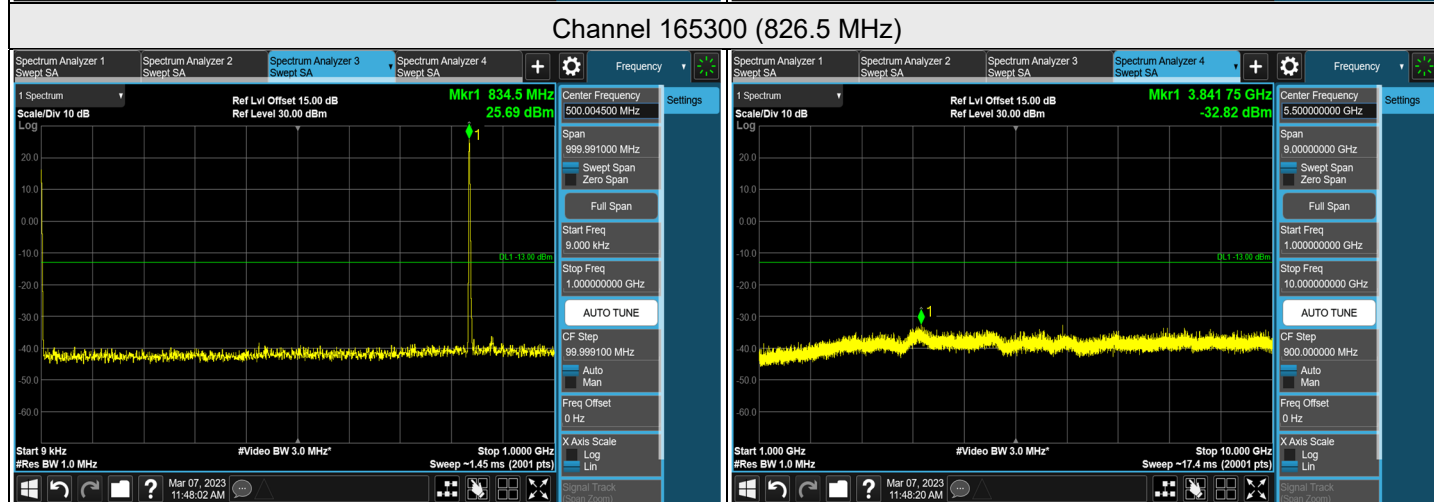 Channel 165300 (826.5 MHz)
Spectrum Analyzer 1
Swept SA
Spectrum Analyzer 2
Swept SA
Spectrum Analyzer 3
Swept SA
Spectrum Analyzer 4
Swept SA
+
Frequency
1 Spectrum
Scale/Div 10 dB
Log
Ref Lvl Offset 15.00 dB
Ref Level 30.00 dBm
Mkr1 834.5 MHz
25.69 dBm
1
20.0
10.0
0.00
-10.0
DL1 -13.00 dBm
-20.0
-30.0
-40.0
-50.0
-60.0
Start 9 kHz
#Res BW 1.0 MHz
#Video BW 3.0 MHz*
Stop 1.0000 GHz
Sweep ~1.45 ms (2001 pts)
Center Frequency
500.004500 MHz
Settings
Span
999.991000 MHz
Swept Span
Zero Span
Full Span
Start Freq
9.000 kHz
Stop Freq
1.000000000 GHz
AUTO TUNE
CF Step
99.999100 MHz
Auto
Man
Freq Offset
0 Hz
X Axis Scale
Log
Lin
Signal Track
(Span Zoom)
?
Mar 07, 2023
11:48:02 AM
Spectrum Analyzer 1
Swept SA
Spectrum Analyzer 2
Swept SA
Spectrum Analyzer 3
Swept SA
Spectrum Analyzer 4
Swept SA
+
Frequency
1 Spectrum
Scale/Div 10 dB
Log
Ref Lvl Offset 15.00 dB
Ref Level 30.00 dBm
Mkr1 3.841 75 GHz
-32.82 dBm
1
20.0
10.0
0.00
-10.0
DL1 -13.00 dBm
-20.0
-30.0
-40.0
-50.0
-60.0
Start 1.000 GHz
#Res BW 1.0 MHz
#Video BW 3.0 MHz*
Stop 10.000 GHz
Sweep ~17.4 ms (20001 pts)
Center Frequency
5.500000000 GHz
Settings
Span
9.00000000 GHz
Swept Span
Zero Span
Full Span
Start Freq
1.000000000 GHz
Stop Freq
10.000000000 GHz
AUTO TUNE
CF Step
900.000000 MHz
Auto
Man
Freq Offset
0 Hz
X Axis Scale
Log
Lin
Signal Track
(Span Zoom)
?
Mar 07, 2023
11:48:20 AM